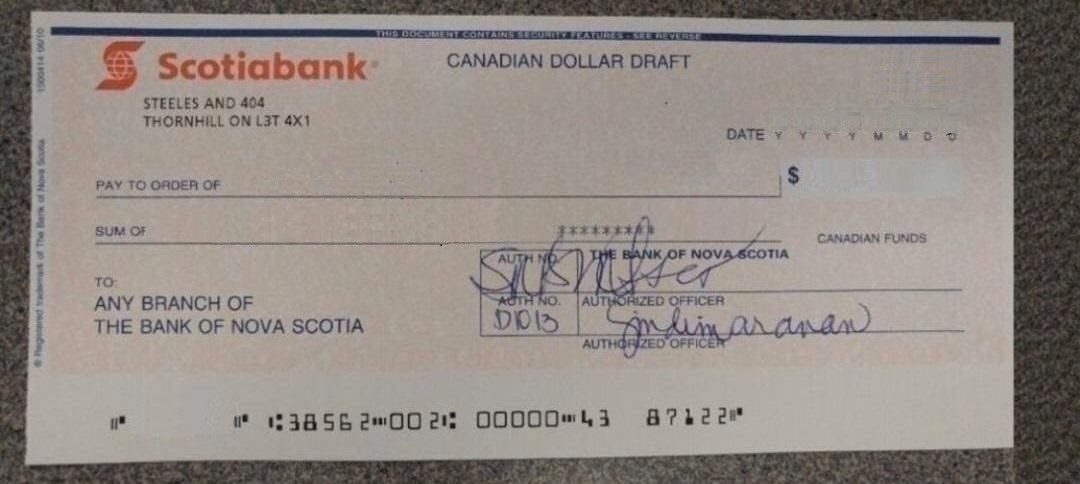 THIS DOCUMENT CONTAINS SECURITY FEATURES - SEE REVERSE
Scotiabank
CANADIAN DOLLAR DRAFT
STEELES AND 404
THORNHILL ON L3T 4X1
DATE Y Y Y Y M M D D
PAY TO ORDER OF
$
SUM OF
*********
CANADIAN FUNDS
AUTH NO. THE BANK OF NOVA SCOTIA
TO:
ANY BRANCH OF
THE BANK OF NOVA SCOTIA
AUTH NO. AUTHORIZED OFFICER
D1013
AUTHORIZED OFFICER
⑈ ⑈ ⑆38562⑉002⑆ 00000⑉43 87122⑈
® Registered trademark of The Bank of Nova Scotia